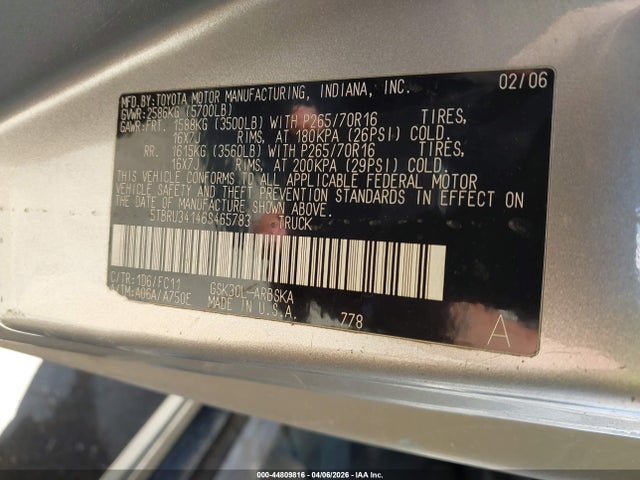 MFD.BY:TOYOTA MOTOR MANUFACTURING, INDIANA, INC. 02/06
GVWR:2586KG (5700LB)
GAWR:FRT. 1588KG (3500LB) WITH P265/70R16 TIRES,
16X7J RIMS, AT 180KPA (26PSI) COLD.
RR. 1615KG (3560LB) WITH P265/70R16 TIRES,
16X7J RIMS, AT 200KPA (29PSI) COLD.
THIS VEHICLE CONFORMS TO ALL APPLICABLE FEDERAL MOTOR
VEHICLE SAFETY AND THEFT PREVENTION STANDARDS IN EFFECT ON
THE DATE OF MANUFACTURE SHOWN ABOVE.
5TBRU34146S465783 TRUCK
C/TR:1D6/FC11 GSK30L-ARBSKA
A/TM:A06A/A750E MADE IN U.S.A. 778 A
000-44809816 - 04/06/2026 - IAA Inc.